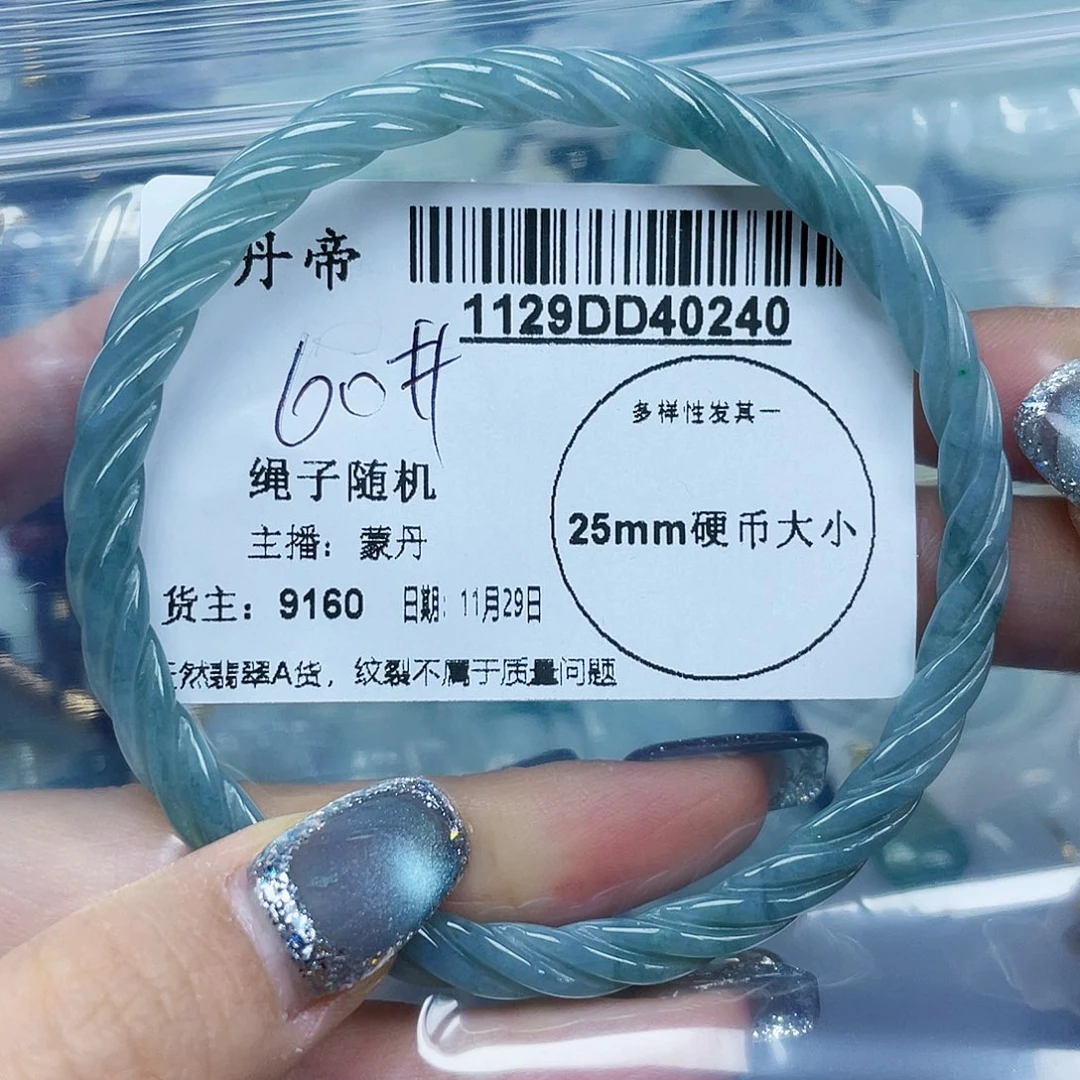 丹帝
1129DD40240
60#
多样性发其一
绳子随机
25mm硬币大小
主播：蒙丹
货主：9160 日期：11月29日
然翡翠A货，纹裂不属于质量问题